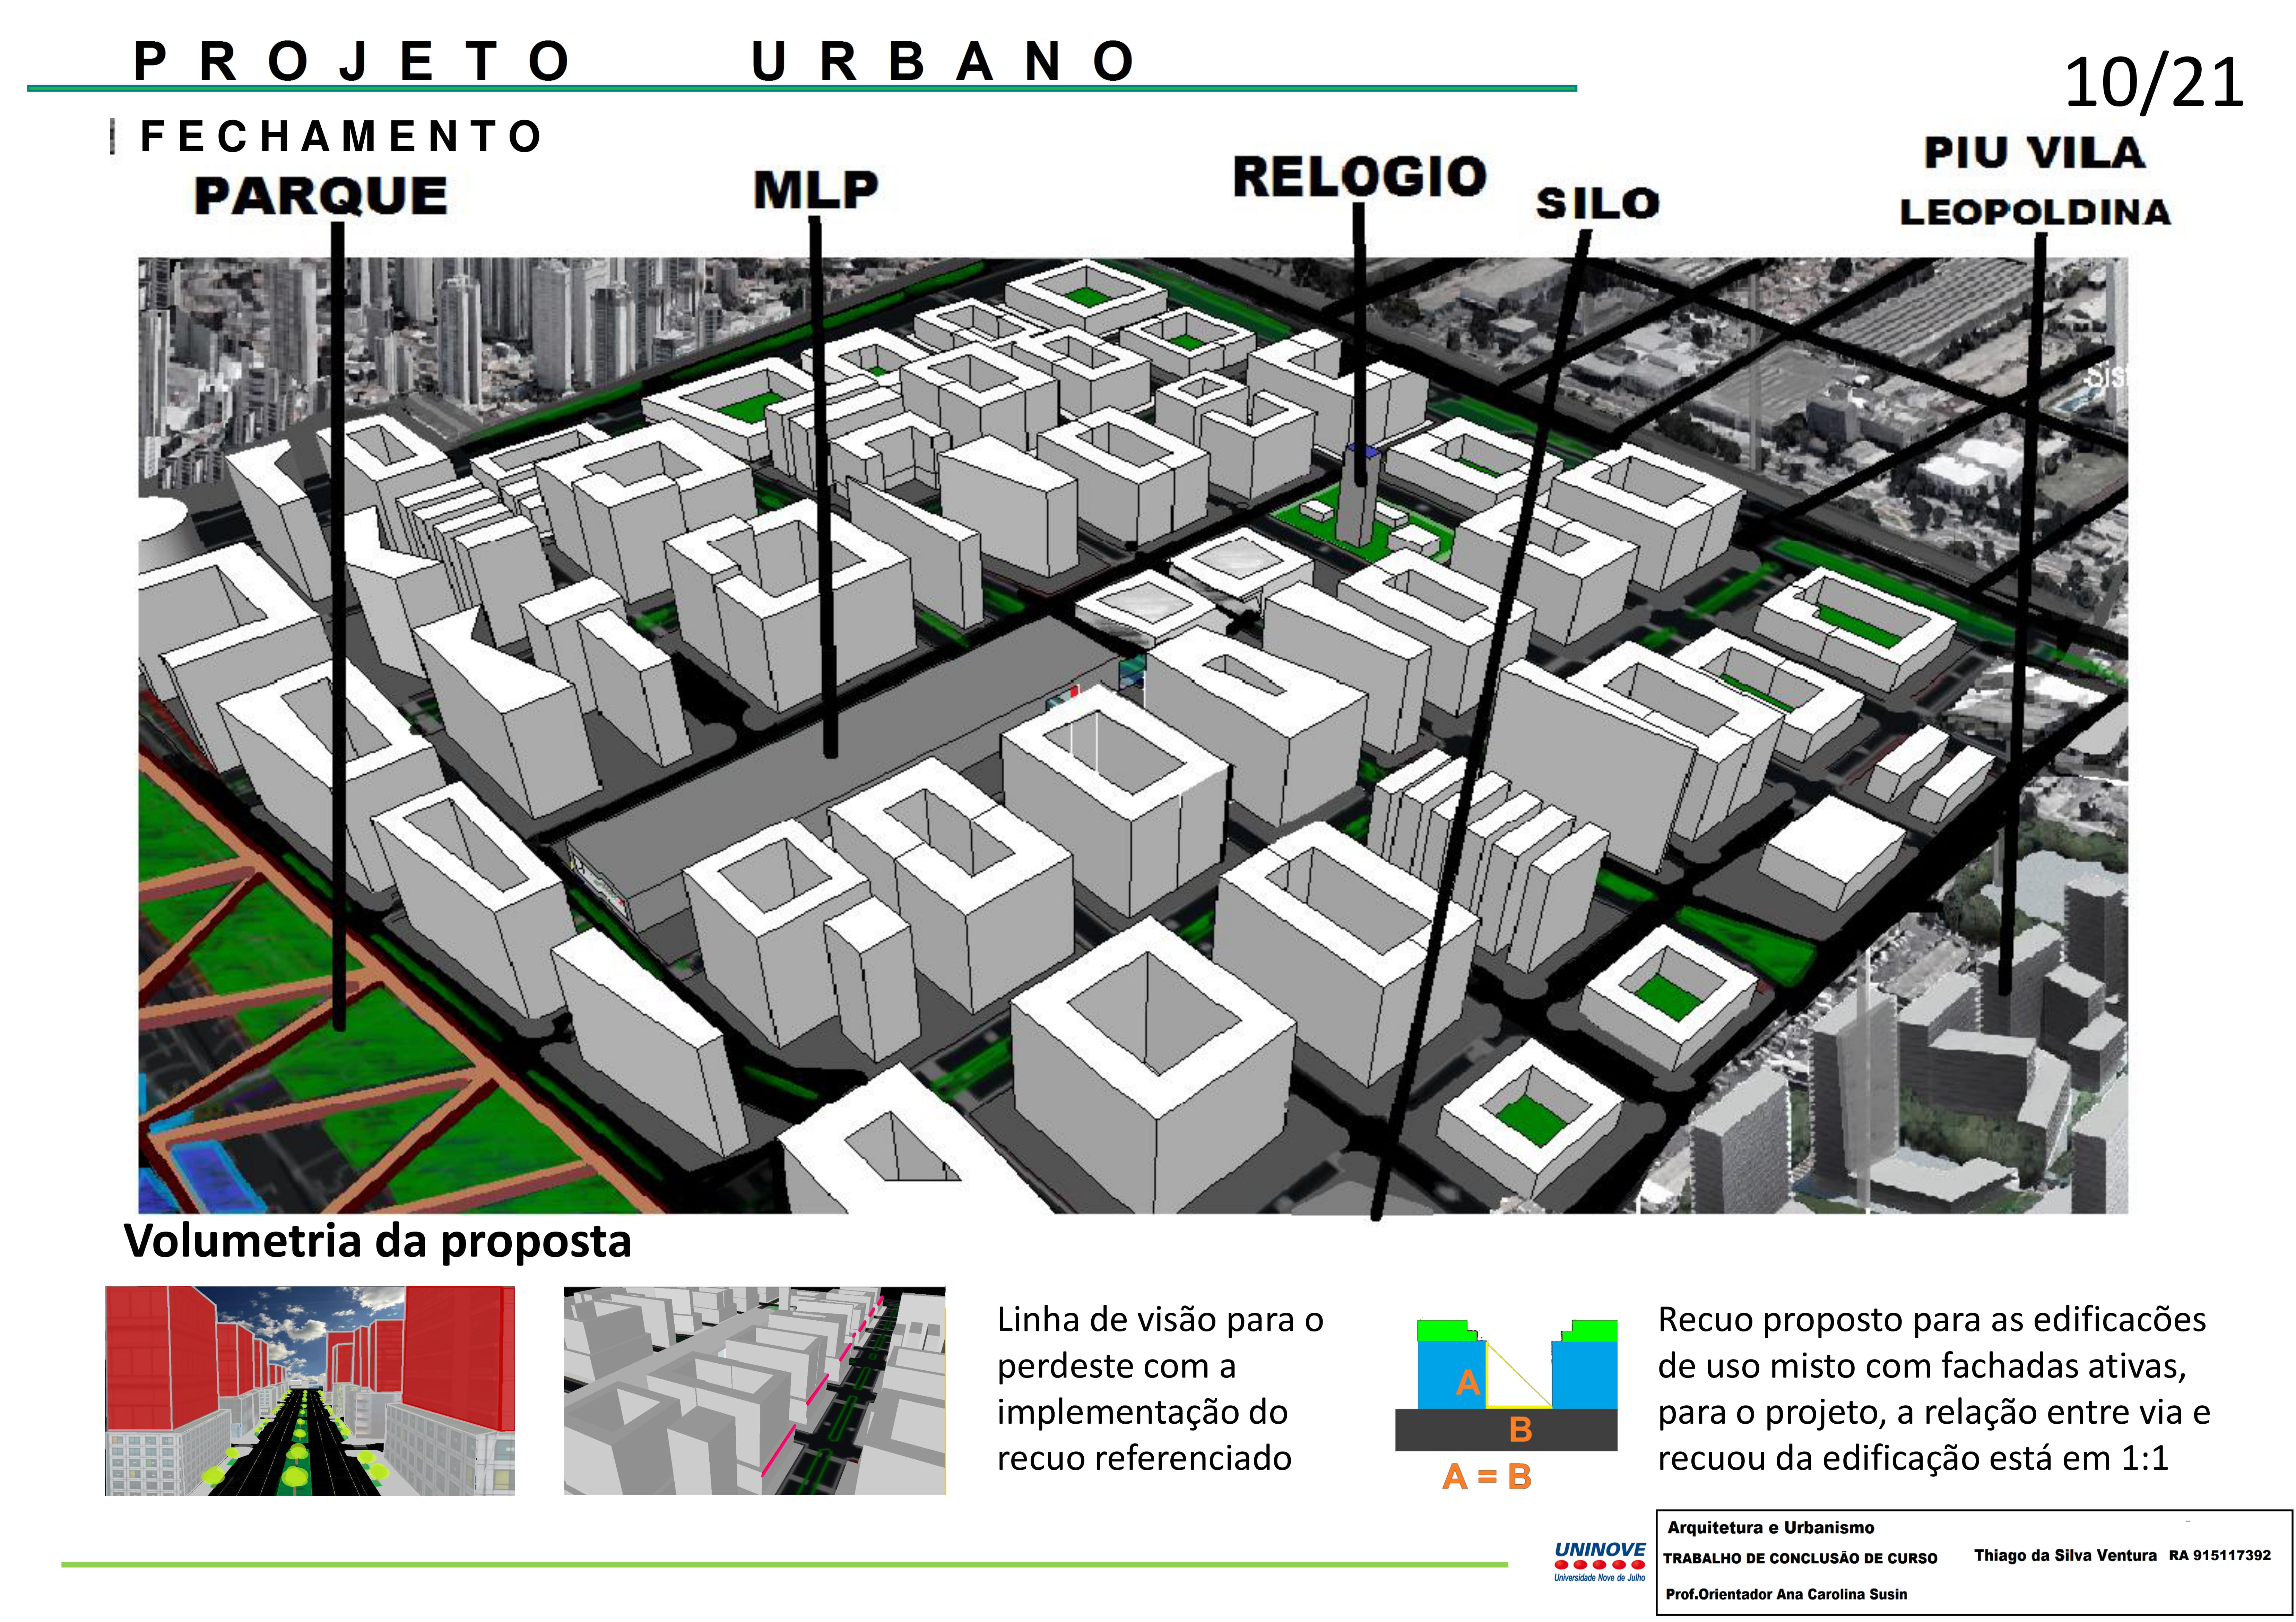 PROJETO URBANO
10/21
FECHAMENTO
PARQUE
MLP
RELOGIO
SILO
PIU VILA
LEOPOLDINA
Sis
Volumetria da proposta
Linha de visão para o
perdeste com a
implementação do
recuo referenciado
A
B
A = B
Recuo proposto para as edificacões
de uso misto com fachadas ativas,
para o projeto, a relação entre via e
recuou da edificação está em 1:1
UNINOVE
Universidade Nove de Julho
Arquitetura e Urbanismo
TRABALHO DE CONCLUSÃO DE CURSO Thiago da Silva Ventura RA 915117392
Prof.Orientador Ana Carolina Susin